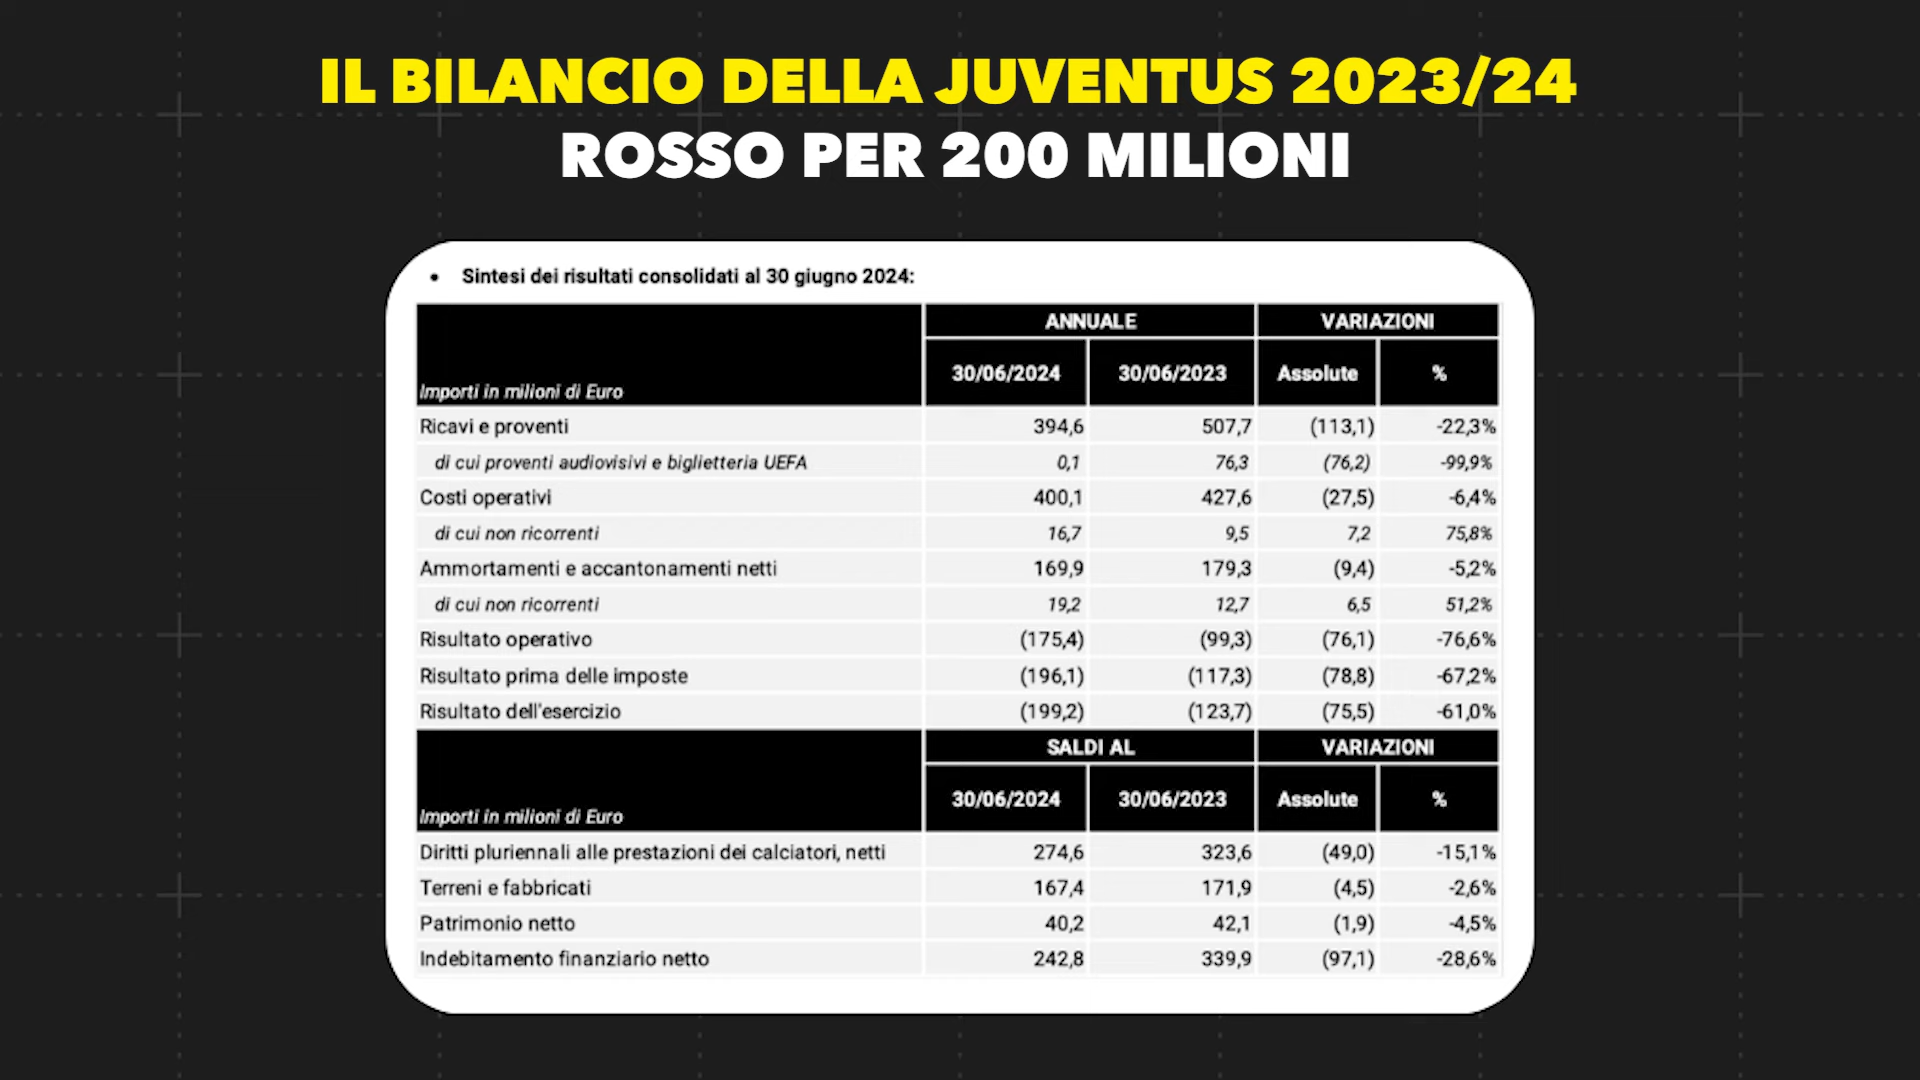 IL BILANCIO DELLA JUVENTUS 2023/24
ROSSO PER 200 MILIONI
• Sintesi dei risultati consolidati al 30 giugno 2024:
ANNUALE VARIAZIONI
Importi in milioni di Euro 30/06/2024 30/06/2023 Assolute %
Ricavi e proventi 394,6 507,7 (113,1) -22,3%
di cui proventi audiovisivi e biglietteria UEFA 0,1 76,3 (76,2) -99,9%
Costi operativi 400,1 427,6 (27,5) -6,4%
di cui non ricorrenti 16,7 9,5 7,2 75,8%
Ammortamenti e accantonamenti netti 169,9 179,3 (9,4) -5,2%
di cui non ricorrenti 19,2 12,7 6,5 51,2%
Risultato operativo (175,4) (99,3) (76,1) -76,6%
Risultato prima delle imposte (196,1) (117,3) (78,8) -67,2%
Risultato dell'esercizio (199,2) (123,7) (75,5) -61,0%
SALDI AL VARIAZIONI
Importi in milioni di Euro 30/06/2024 30/06/2023 Assolute %
Diritti pluriennali alle prestazioni dei calciatori, netti 274,6 323,6 (49,0) -15,1%
Terreni e fabbricati 167,4 171,9 (4,5) -2,6%
Patrimonio netto 40,2 42,1 (1,9) -4,5%
Indebitamento finanziario netto 242,8 339,9 (97,1) -28,6%